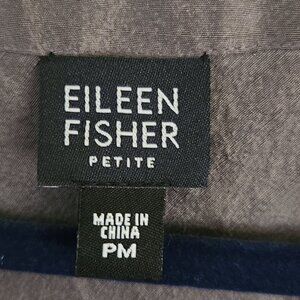 EILEEN
FISHER
PETITE
MADE IN
CHINA
PM